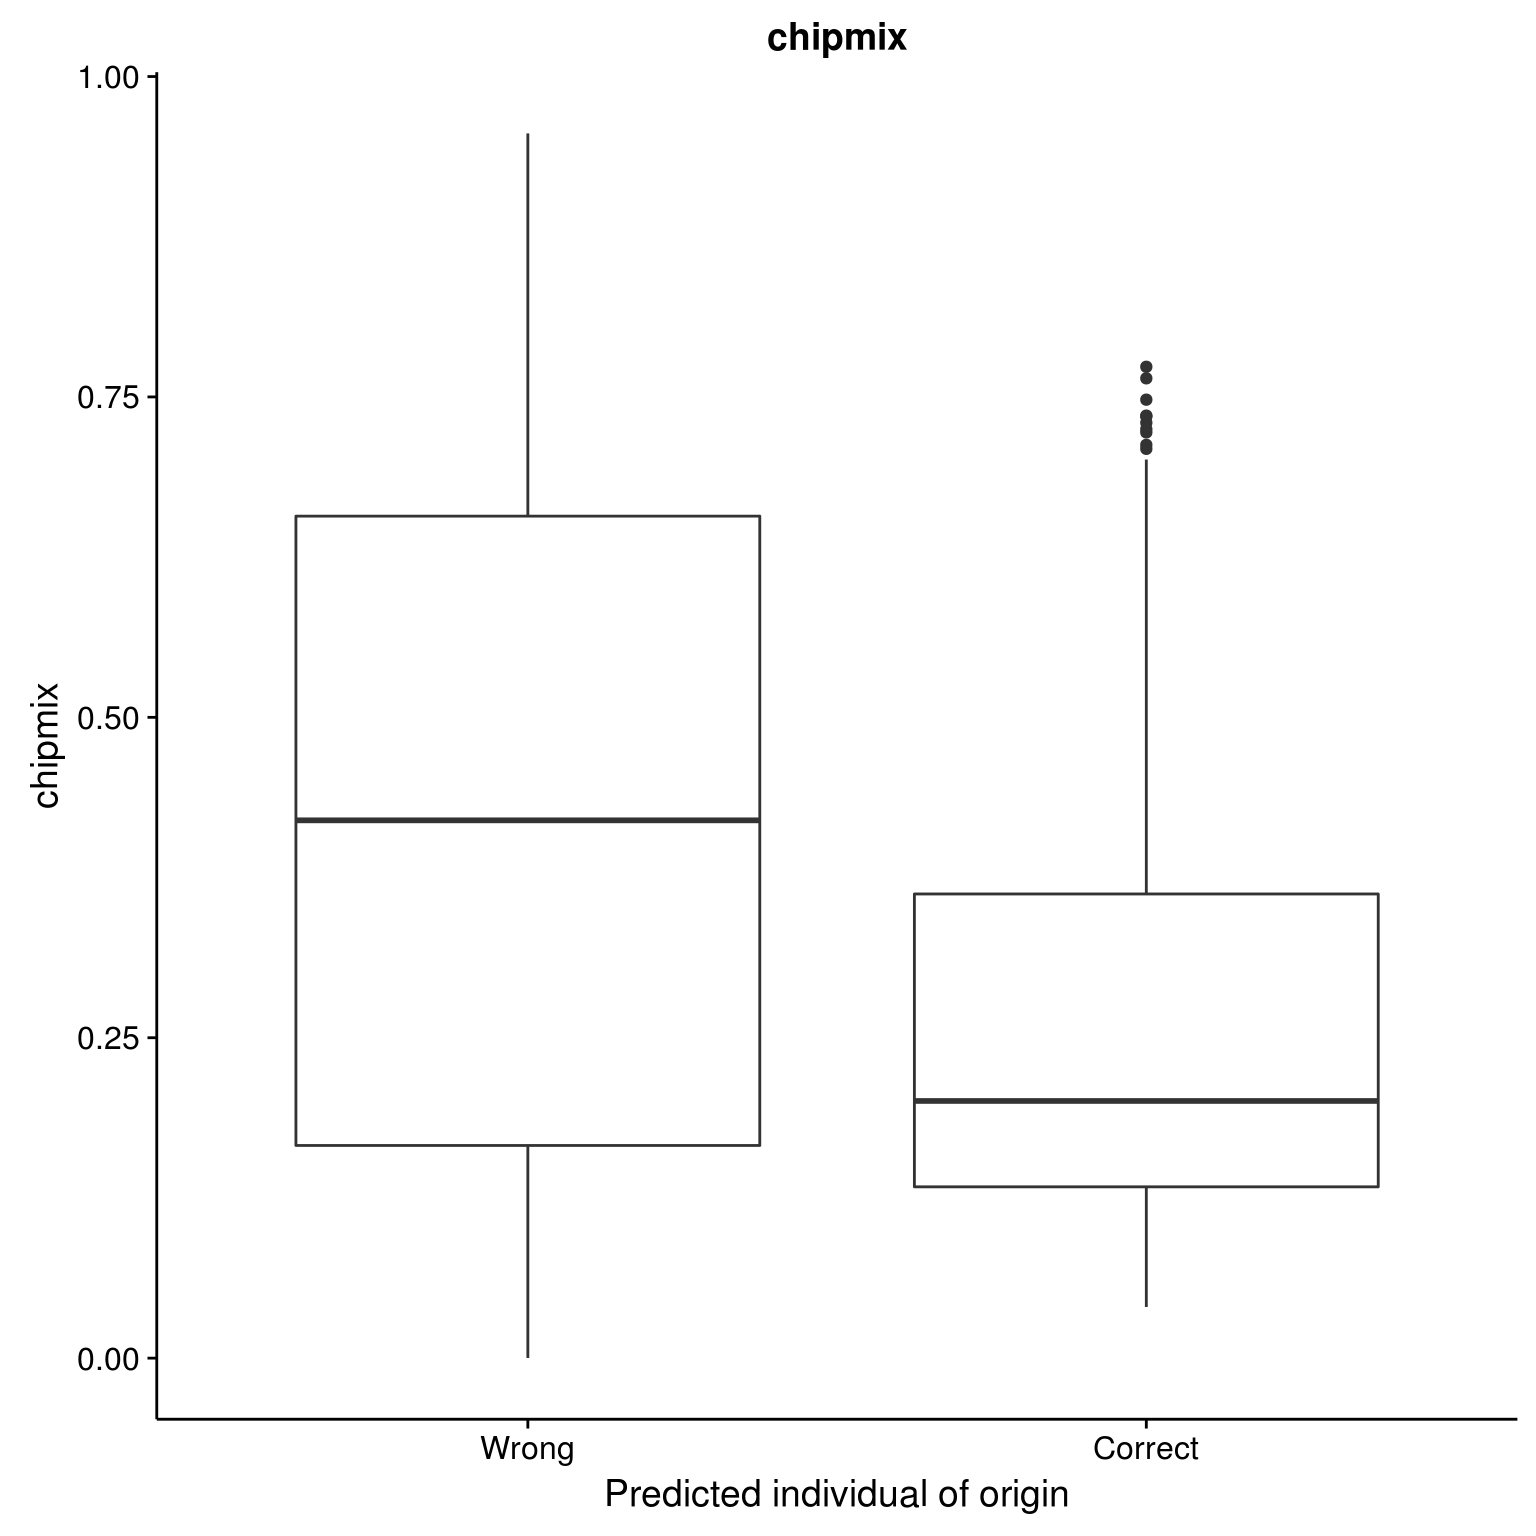 chipmix
1.00
0.75
0.50
0.25
0.00
chipmix
Wrong
Correct
Predicted individual of origin